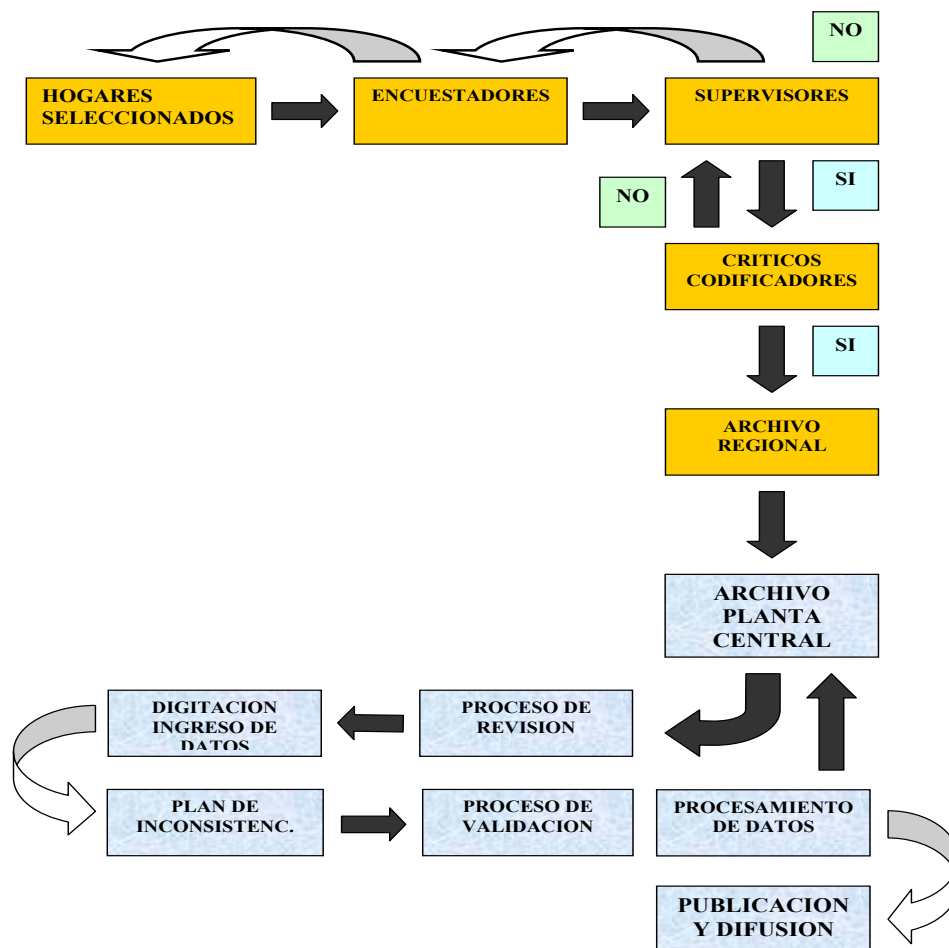 NO
HOGARES
SELECCIONADOS
ENCUESTADORES
SUPERVISORES
NO
SI
CRITICOS
CODIFICADORES
SI
ARCHIVO
REGIONAL
ARCHIVO
PLANTA
CENTRAL
DIGITACION
INGRESO DE
DATOS
PROCESO DE
REVISION
PLAN DE
INCONSISTENC.
PROCESO DE
VALIDACION
PROCESAMIENTO
DE DATOS
PUBLICACION
Y DIFUSION